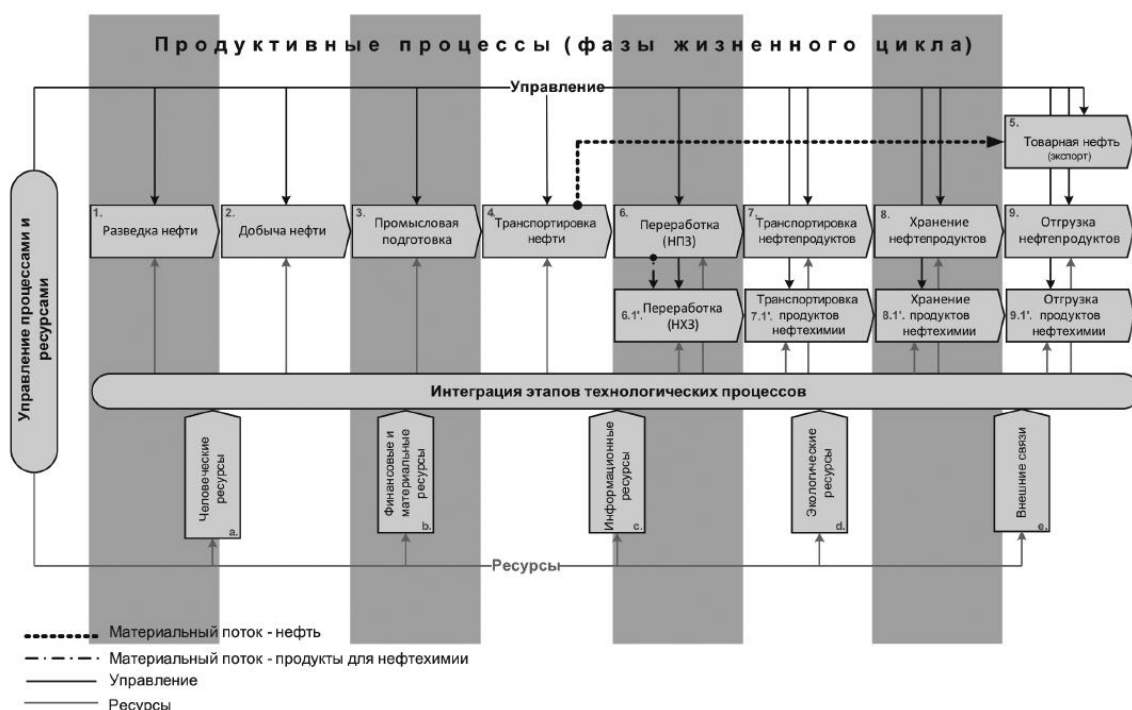 Продуктивные процессы (фазы жизненного цикла)
Управление
5.
Товарная нефть
(экспорт)
Управление процессами и
ресурсами
1.
Разведка нефти
2.
Добыча нефти
3.
Промысловая
подготовка
4.
Транспортировка
нефти
6.
Переработка
(НПЗ)
7.
Транспортировка
нефтепродуктов
8.
Хранение
нефтепродуктов
9.
Отгрузка
нефтепродуктов
6.1'.
Переработка
(НХЗ)
Транспортировка
7.1'. продуктов
нефтехимии
Хранение
8.1'. продуктов
нефтехимии
Отгрузка
9.1'. продуктов
нефтехимии
Интеграция этапов технологических процессов
Человеческие
ресурсы
a.
Финансовые и
материальные
ресурсы
b.
Информационные
ресурсы
c.
Экологические
ресурсы
d.
Внешние связи
e.
Ресурсы
Материальный поток - нефть
Материальный поток - продукты для нефтехимии
Управление
Ресурсы